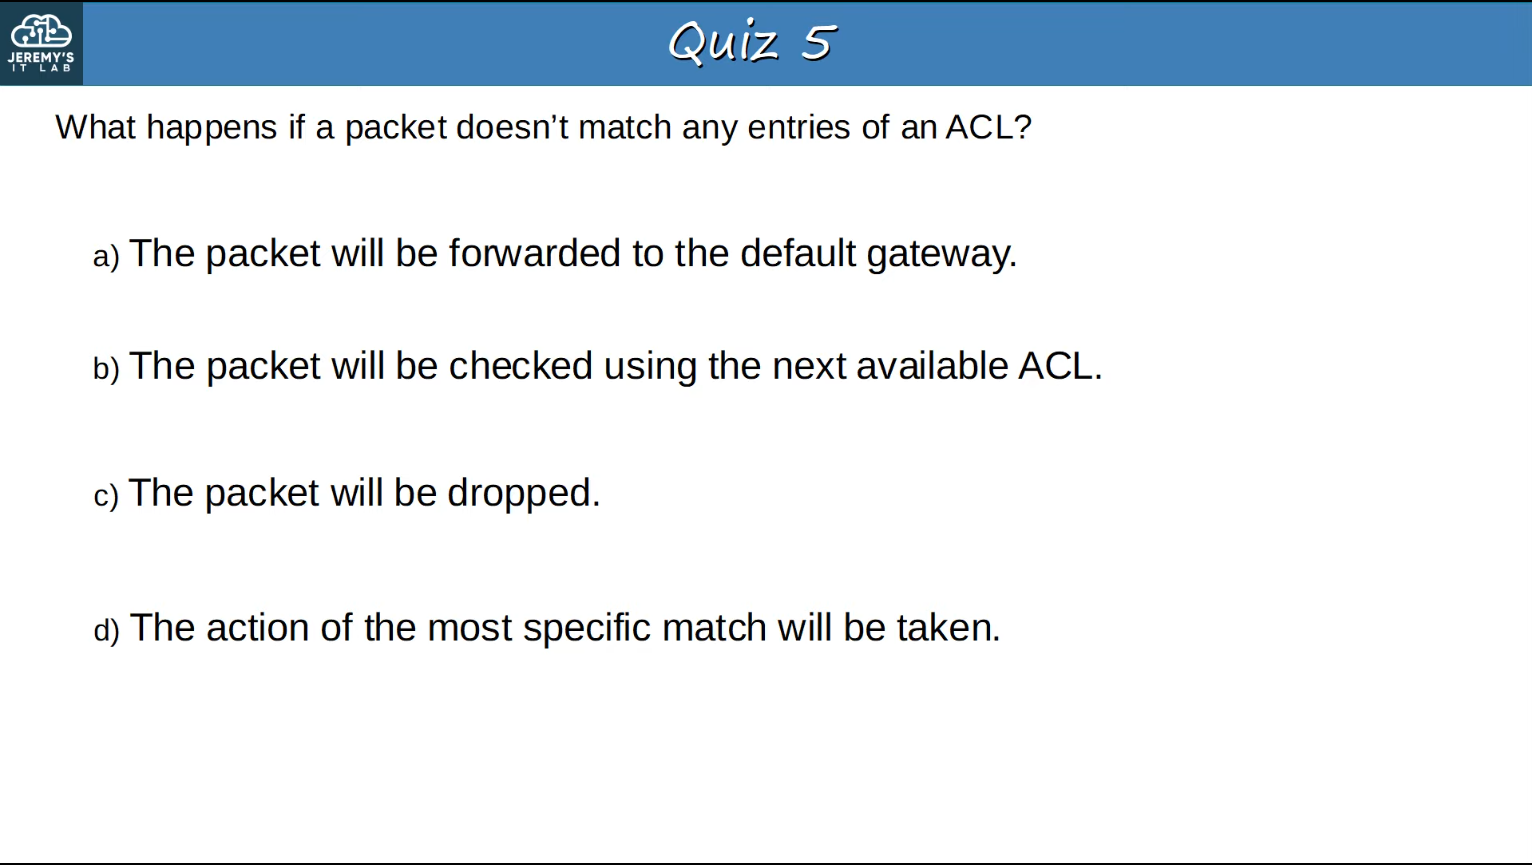 JEREMY'S
IT LAB
Quiz 5
What happens if a packet doesn’t match any entries of an ACL?
a) The packet will be forwarded to the default gateway.
b) The packet will be checked using the next available ACL.
c) The packet will be dropped.
d) The action of the most specific match will be taken.